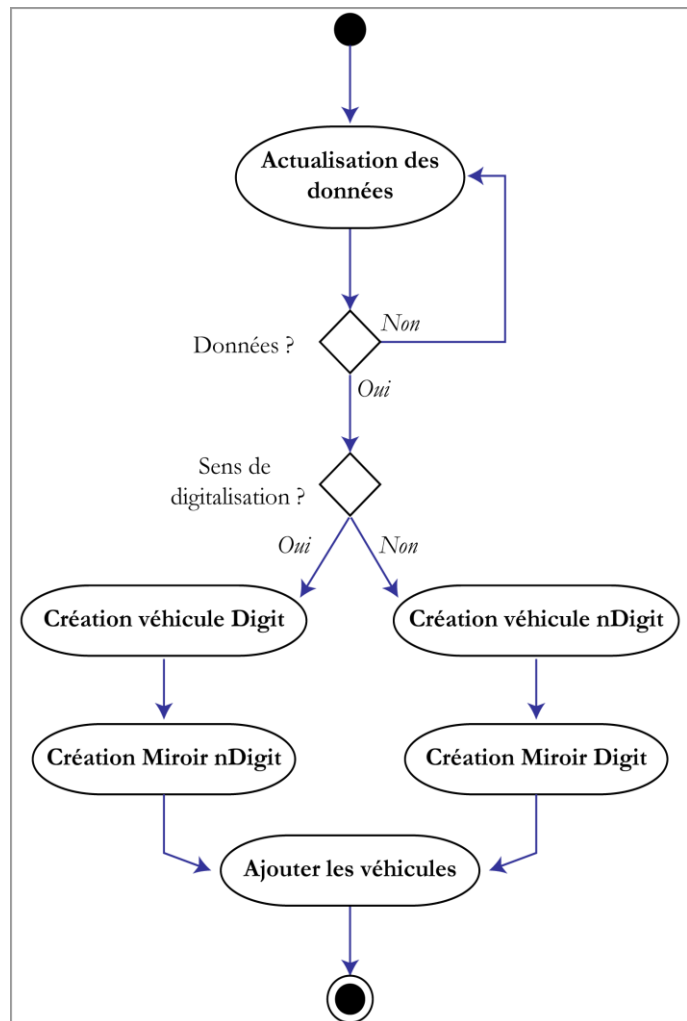 Actualisation des
données
Non
Données ?
Oui
Sens de
digitalisation ?
Oui
Non
Création véhicule Digit
Création véhicule nDigit
Création Miroir nDigit
Création Miroir Digit
Ajouter les véhicules